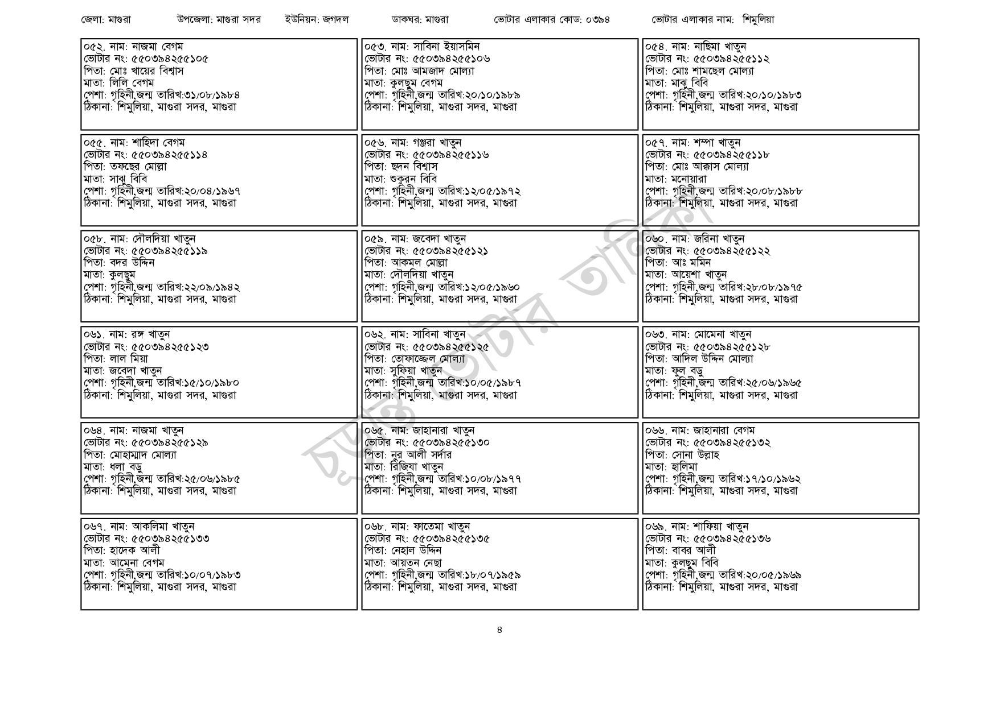 জেলা: মাগুরা উপজেলা: মাগুরা সদর ইউনিয়ন: জগদল ডাকঘর: মাগুরা ভোটার এলাকার কোড: ০৩৯৪ ভোটার এলাকার নাম: শিমুলিয়া
০৫২. নাম: নাজমা বেগম
ভোটার নং: ৫৫০৩৯৪২৫৫১০৫
পিতা: মোঃ খায়ের বিশ্বাস
মাতা: লিলি বেগম
পেশা: গৃহিনী,জন্ম তারিখ:৩১/০৮/১৯৮৪
ঠিকানা: শিমুলিয়া, মাগুরা সদর, মাগুরা
০৫৩. নাম: সাবিনা ইয়াসমিন
ভোটার নং: ৫৫০৩৯৪২৫৫১০৬
পিতা: মোঃ আমজাদ মোল্যা
মাতা: কুলছুম বেগম
পেশা: গৃহিনী,জন্ম তারিখ:২০/১০/১৯৮৯
ঠিকানা: শিমুলিয়া, মাগুরা সদর, মাগুরা
০৫৪. নাম: নাছিমা খাতুন
ভোটার নং: ৫৫০৩৯৪২৫৫১১২
পিতা: মোঃ শামছেল মোল্যা
মাতা: মাঝু বিবি
পেশা: গৃহিনী,জন্ম তারিখ:২০/১০/১৯৮৩
ঠিকানা: শিমুলিয়া, মাগুরা সদর, মাগুরা
০৫৫. নাম: শাহিদা বেগম
ভোটার নং: ৫৫০৩৯৪২৫৫১১৪
পিতা: তফছের মোল্লা
মাতা: সাঝু বিবি
পেশা: গৃহিনী,জন্ম তারিখ:২০/০৪/১৯৬৭
ঠিকানা: শিমুলিয়া, মাগুরা সদর, মাগুরা
০৫৬. নাম: গঞ্জরা খাতুন
ভোটার নং: ৫৫০৩৯৪২৫৫১১৬
পিতা: ছদন বিশ্বাস
মাতা: শুকুরন বিবি
পেশা: গৃহিনী,জন্ম তারিখ:১২/০৫/১৯৭২
ঠিকানা: শিমুলিয়া, মাগুরা সদর, মাগুরা
০৫৭. নাম: শম্পা খাতুন
ভোটার নং: ৫৫০৩৯৪২৫৫১১৮
পিতা: মোঃ আক্কাস মোল্যা
মাতা: মনোয়ারা
পেশা: গৃহিনী,জন্ম তারিখ:২০/০৮/১৯৮৮
ঠিকানা: শিমুলিয়া, মাগুরা সদর, মাগুরা
০৫৮. নাম: দৌলদিয়া খাতুন
ভোটার নং: ৫৫০৩৯৪২৫৫১১৯
পিতা: বদর উদ্দিন
মাতা: কুলছুম
পেশা: গৃহিনী,জন্ম তারিখ:২২/০৯/১৯৪২
ঠিকানা: শিমুলিয়া, মাগুরা সদর, মাগুরা
০৫৯. নাম: জবেদা খাতুন
ভোটার নং: ৫৫০৩৯৪২৫৫১২১
পিতা: আকমল মোল্লা
মাতা: দৌলদিয়া খাতুন
পেশা: গৃহিনী,জন্ম তারিখ:১২/০৫/১৯৬০
ঠিকানা: শিমুলিয়া, মাগুরা সদর, মাগুরা
০৬০. নাম: জরিনা খাতুন
ভোটার নং: ৫৫০৩৯৪২৫৫১২২
পিতা: আঃ মমিন
মাতা: আয়েশা খাতুন
পেশা: গৃহিনী,জন্ম তারিখ:২৮/০৮/১৯৭৫
ঠিকানা: শিমুলিয়া, মাগুরা সদর, মাগুরা
০৬১. নাম: রঙ্গ খাতুন
ভোটার নং: ৫৫০৩৯৪২৫৫১২৩
পিতা: লাল মিয়া
মাতা: জবেদা খাতুন
পেশা: গৃহিনী,জন্ম তারিখ:১৫/১০/১৯৮০
ঠিকানা: শিমুলিয়া, মাগুরা সদর, মাগুরা
০৬২. নাম: সাবিনা খাতুন
ভোটার নং: ৫৫০৩৯৪২৫৫১২৫
পিতা: তোফাজ্জেল মোল্যা
মাতা: সুফিয়া খাতুন
পেশা: গৃহিনী,জন্ম তারিখ:১০/০৫/১৯৮৭
ঠিকানা: শিমুলিয়া, মাগুরা সদর, মাগুরা
০৬৩. নাম: মোমেনা খাতুন
ভোটার নং: ৫৫০৩৯৪২৫৫১২৮
পিতা: আদিল উদ্দিন মোল্যা
মাতা: ফুল বড়ু
পেশা: গৃহিনী,জন্ম তারিখ:২৫/০৬/১৯৬৫
ঠিকানা: শিমুলিয়া, মাগুরা সদর, মাগুরা
০৬৪. নাম: নাজমা খাতুন
ভোটার নং: ৫৫০৩৯৪২৫৫১২৯
পিতা: মোহাম্মাদ মোল্যা
মাতা: ধলা বড়ু
পেশা: গৃহিনী,জন্ম তারিখ:২৫/০৬/১৯৮৫
ঠিকানা: শিমুলিয়া, মাগুরা সদর, মাগুরা
০৬৫. নাম: জাহানারা খাতুন
ভোটার নং: ৫৫০৩৯৪২৫৫১৩০
পিতা: নুর আলী সর্দার
মাতা: রিজিযা খাতুন
পেশা: গৃহিনী,জন্ম তারিখ:১০/০৮/১৯৭৭
ঠিকানা: শিমুলিয়া, মাগুরা সদর, মাগুরা
০৬৬. নাম: জাহানারা বেগম
ভোটার নং: ৫৫০৩৯৪২৫৫১৩২
পিতা: সোনা উল্লাহ
মাতা: হালিমা
পেশা: গৃহিনী,জন্ম তারিখ:১৭/১০/১৯৬২
ঠিকানা: শিমুলিয়া, মাগুরা সদর, মাগুরা
০৬৭. নাম: আকলিমা খাতুন
ভোটার নং: ৫৫০৩৯৪২৫৫১৩৩
পিতা: হাদেক আলী
মাতা: আমেনা বেগম
পেশা: গৃহিনী,জন্ম তারিখ:১০/০৭/১৯৮৩
ঠিকানা: শিমুলিয়া, মাগুরা সদর, মাগুরা
০৬৮. নাম: ফাতেমা খাতুন
ভোটার নং: ৫৫০৩৯৪২৫৫১৩৫
পিতা: নেহাল উদ্দিন
মাতা: আয়তন নেছা
পেশা: গৃহিনী,জন্ম তারিখ:১৮/০৭/১৯৫৯
ঠিকানা: শিমুলিয়া, মাগুরা সদর, মাগুরা
০৬৯. নাম: শাফিয়া খাতুন
ভোটার নং: ৫৫০৩৯৪২৫৫১৩৬
পিতা: বাবর আলী
মাতা: কুলছুম বিবি
পেশা: গৃহিনী,জন্ম তারিখ:২০/০৫/১৯৬৯
ঠিকানা: শিমুলিয়া, মাগুরা সদর, মাগুরা
চূড়ান্ত ভোটার তালিকা
৪